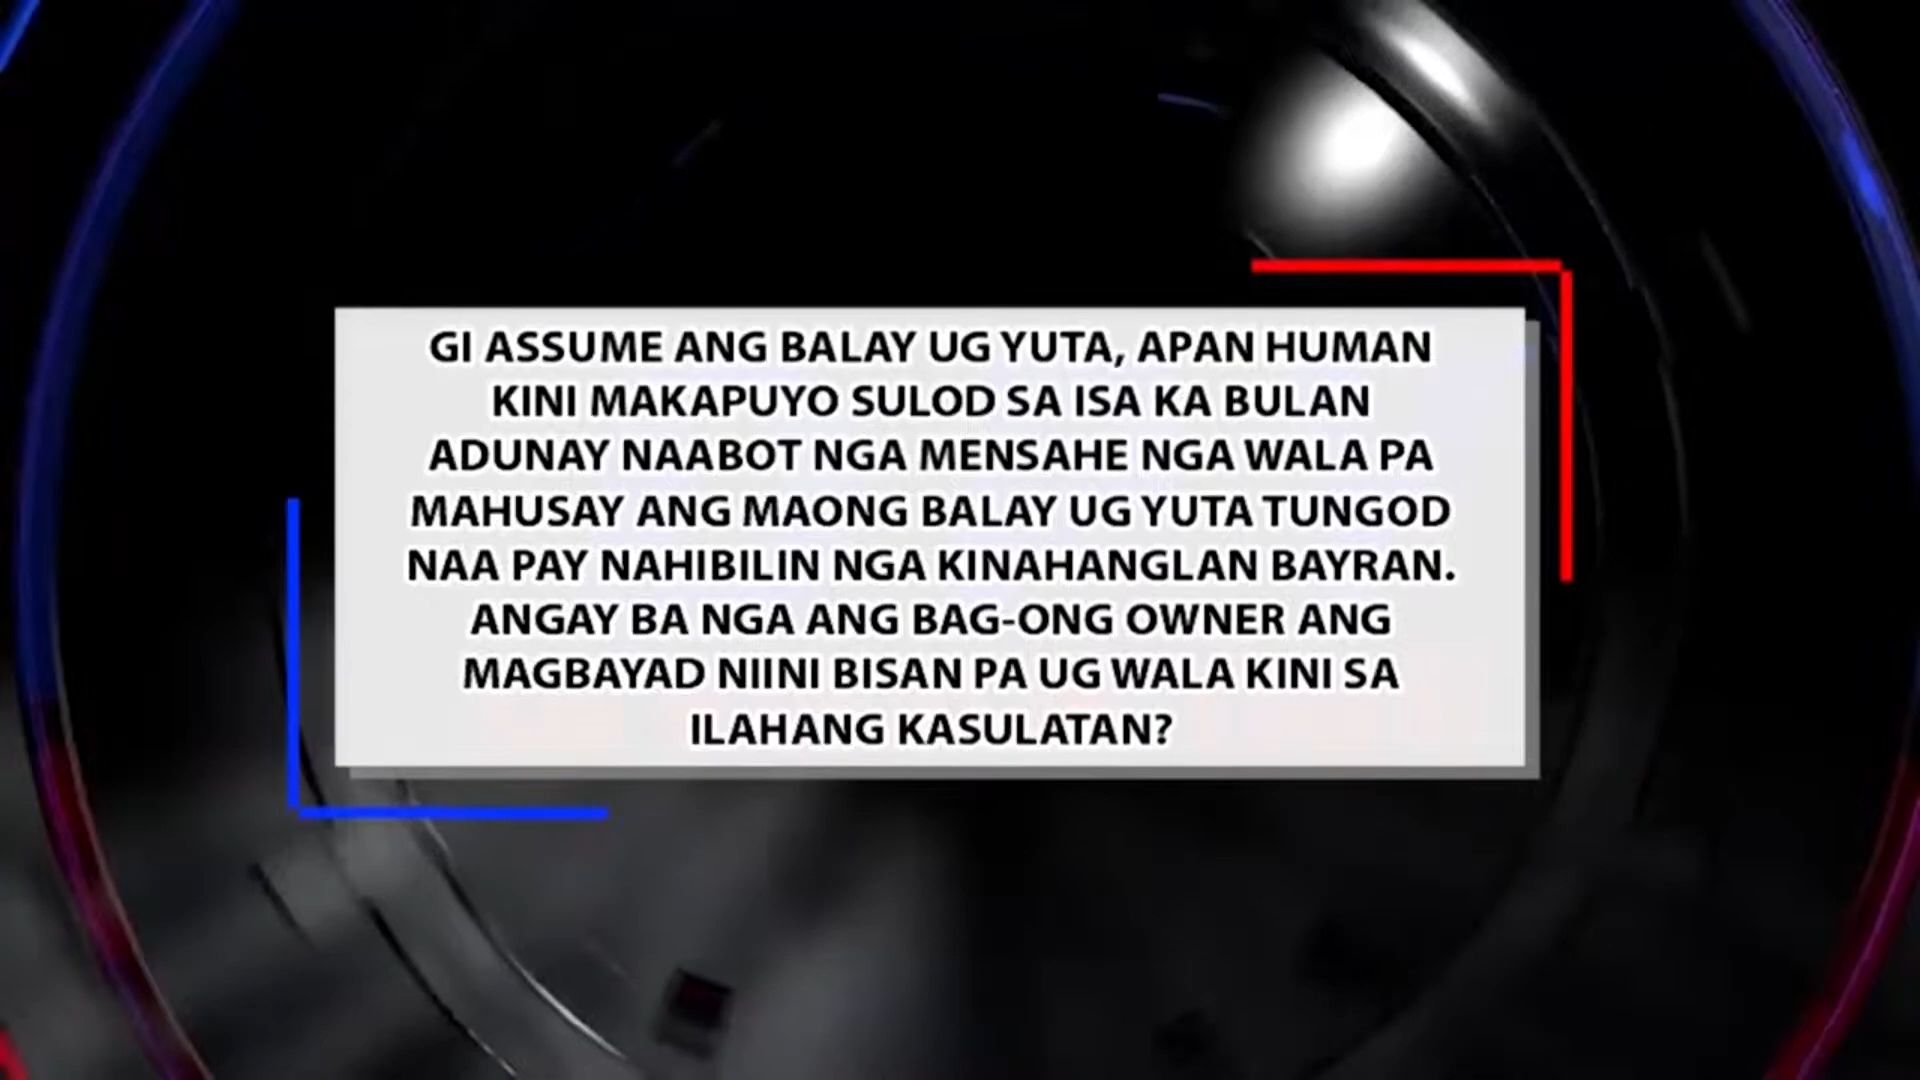 GI ASSUME ANG BALAY UG YUTA, APAN HUMAN
KINI MAKAPUYO SULOD SA ISA KA BULAN
ADUNAY NAABOT NGA MENSAHE NGA WALA PA
MAHUSAY ANG MAONG BALAY UG YUTA TUNGOD
NAA PAY NAHIBILIN NGA KINAHANGLAN BAYRAN.
ANGAY BA NGA ANG BAG-ONG OWNER ANG
MAGBAYAD NIINI BISAN PA UG WALA KINI SA
ILAHANG KASULATAN?